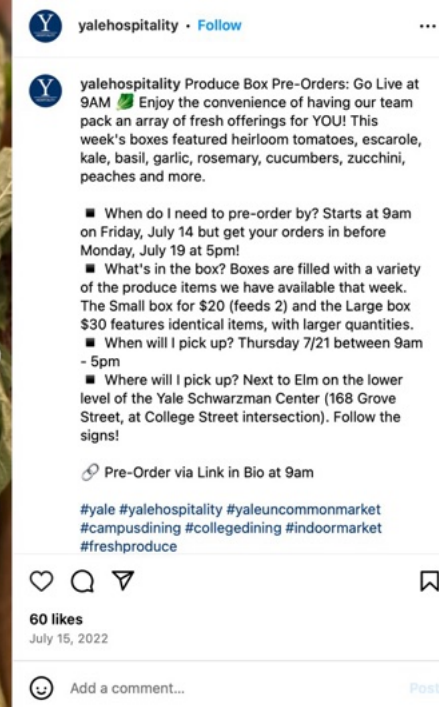 yalehospitality • Follow
yalehospitality Produce Box Pre-Orders: Go Live at
9AM 🥬 Enjoy the convenience of having our team
pack an array of fresh offerings for YOU! This
week's boxes featured heirloom tomatoes, escarole,
kale, basil, garlic, rosemary, cucumbers, zucchini,
peaches and more.
◾ When do I need to pre-order by? Starts at 9am
on Friday, July 14 but get your orders in before
Monday, July 19 at 5pm!
◾ What's in the box? Boxes are filled with a variety
of the produce items we have available that week.
The Small box for $20 (feeds 2) and the Large box
$30 features identical items, with larger quantities.
◾ When will I pick up? Thursday 7/21 between 9am
- 5pm
◾ Where will I pick up? Next to Elm on the lower
level of the Yale Schwarzman Center (168 Grove
Street, at College Street intersection). Follow the
signs!
🔗 Pre-Order via Link in Bio at 9am
#yale #yalehospitality #yaleuncommonmarket
#campusdining #collegedining #indoormarket
#freshproduce
60 likes
July 15, 2022
Add a comment... Post